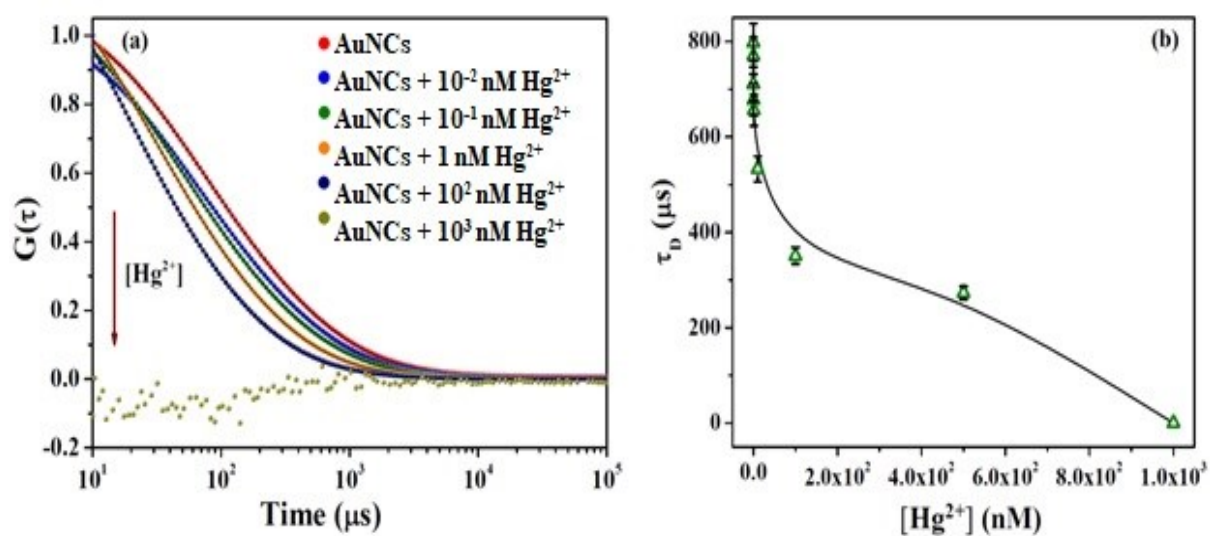 (a)
AuNCs
AuNCs + 10⁻² nM Hg²⁺
AuNCs + 10⁻¹ nM Hg²⁺
AuNCs + 1 nM Hg²⁺
AuNCs + 10² nM Hg²⁺
AuNCs + 10³ nM Hg²⁺
[Hg²⁺]
G(τ)
1.0
0.8
0.6
0.4
0.2
0.0
-0.2
10¹ 10² 10³ 10⁴ 10⁵
Time (μs)
(b)
τ_D (μs)
800
600
400
200
0
0.0 2.0x10² 4.0x10² 6.0x10² 8.0x10² 1.0x10³
[Hg²⁺] (nM)